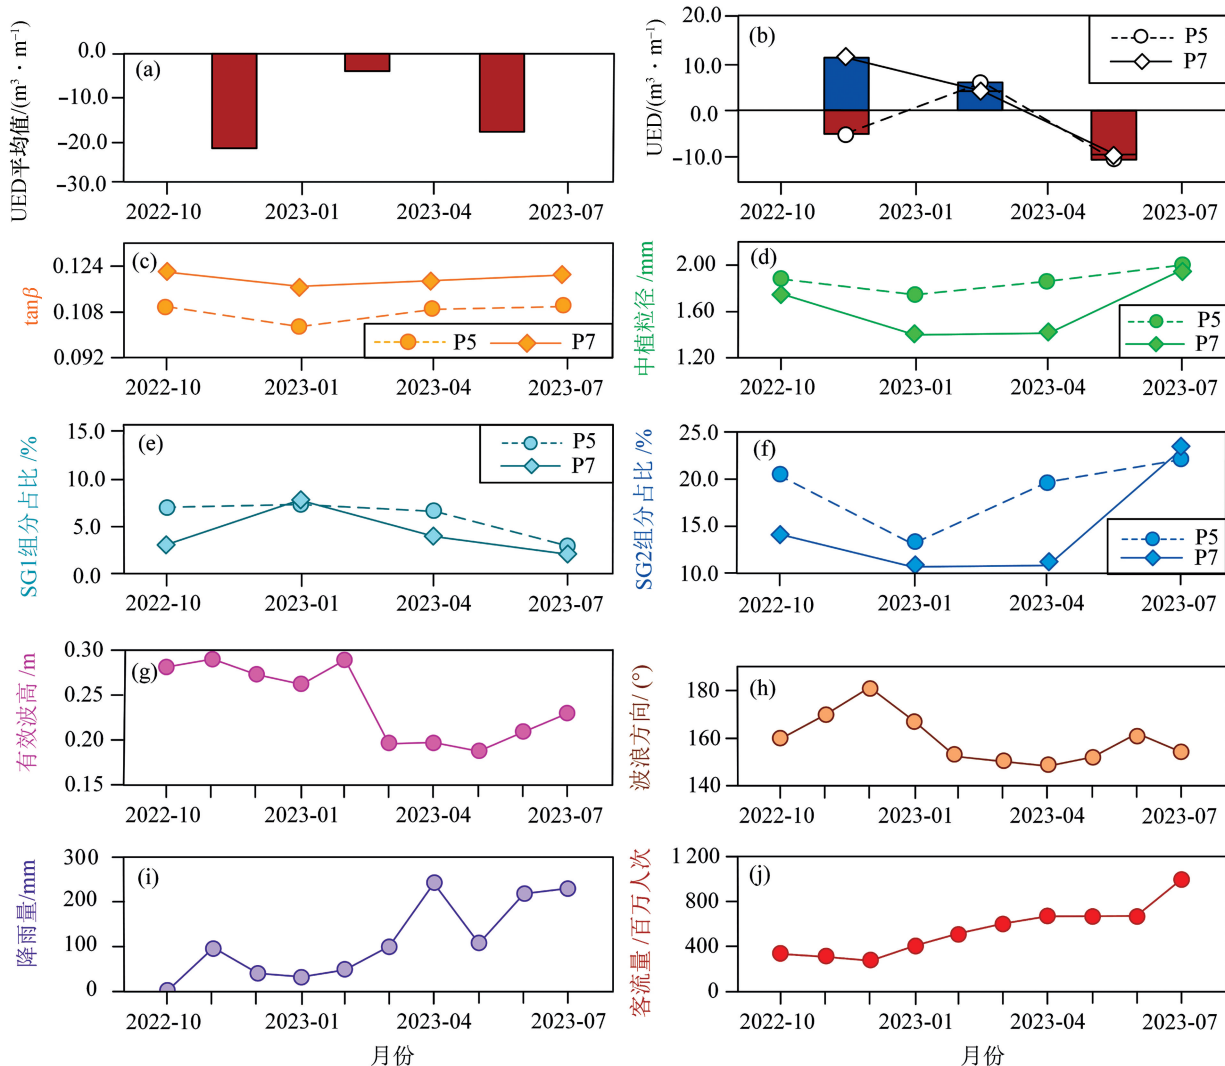 UED平均值/(m³·m⁻¹)
0.0
−10.0
−20.0
−30.0
(a)
2022-10 2023-01 2023-04 2023-07
UED/(m³·m⁻¹)
20.0
10.0
0.0
−10.0
(b)
P5
P7
2022-10 2023-01 2023-04 2023-07
tanβ
0.124
0.108
0.092
(c)
P5 P7
2022-10 2023-01 2023-04 2023-07
中植粒径/mm
2.00
1.60
1.20
(d)
P5
P7
2022-10 2023-01 2023-04 2023-07
SG1组分占比/%
15.0
10.0
5.0
0.0
(e)
P5
P7
2022-10 2023-01 2023-04 2023-07
SG2组分占比/%
25.0
20.0
15.0
10.0
(f)
P5
P7
2022-10 2023-01 2023-04 2023-07
有效波高/m
0.30
0.25
0.20
0.15
(g)
2022-10 2023-01 2023-04 2023-07
波浪方向/(°)
180
160
140
(h)
2022-10 2023-01 2023-04 2023-07
降雨量/mm
300
200
100
0
(i)
2022-10 2023-01 2023-04 2023-07
月份
客流量/百万人次
1 200
800
400
0
(j)
2022-10 2023-01 2023-04 2023-07
月份